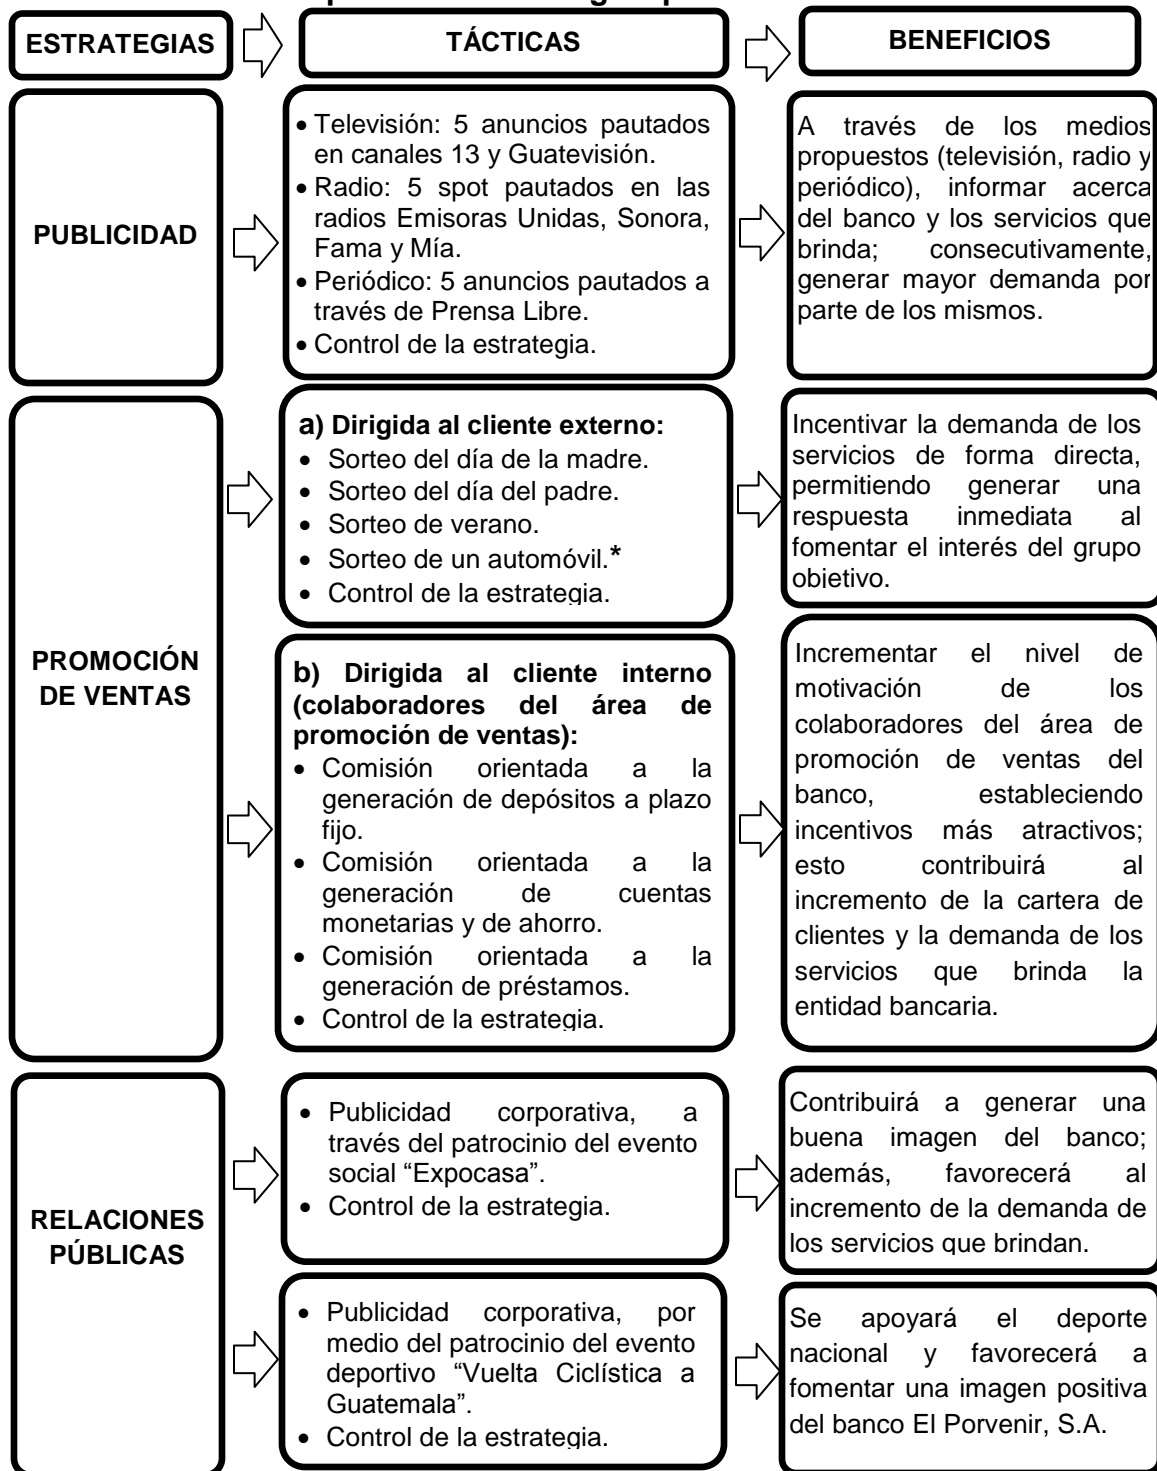 ESTRATEGIAS
TÁCTICAS
BENEFICIOS
PUBLICIDAD
• Televisión: 5 anuncios pautados
en canales 13 y Guatevisión.
• Radio: 5 spot pautados en las
radios Emisoras Unidas, Sonora,
Fama y Mía.
• Periódico: 5 anuncios pautados a
través de Prensa Libre.
• Control de la estrategia.
A través de los medios
propuestos (televisión, radio y
periódico), informar acerca
del banco y los servicios que
brinda; consecutivamente,
generar mayor demanda por
parte de los mismos.
PROMOCIÓN
DE VENTAS
a) Dirigida al cliente externo:
• Sorteo del día de la madre.
• Sorteo del día del padre.
• Sorteo de verano.
• Sorteo de un automóvil.*
• Control de la estrategia.
Incentivar la demanda de los
servicios de forma directa,
permitiendo generar una
respuesta inmediata al
fomentar el interés del grupo
objetivo.
b) Dirigida al cliente interno
(colaboradores del área de
promoción de ventas):
• Comisión orientada a la
generación de depósitos a plazo
fijo.
• Comisión orientada a la
generación de cuentas
monetarias y de ahorro.
• Comisión orientada a la
generación de préstamos.
• Control de la estrategia.
Incrementar el nivel de
motivación de los
colaboradores del área de
promoción de ventas del
banco, estableciendo
incentivos más atractivos;
esto contribuirá al
incremento de la cartera de
clientes y la demanda de los
servicios que brinda la
entidad bancaria.
RELACIONES
PÚBLICAS
• Publicidad corporativa, a
través del patrocinio del evento
social “Expocasa”.
• Control de la estrategia.
Contribuirá a generar una
buena imagen del banco;
además, favorecerá al
incremento de la demanda de
los servicios que brindan.
• Publicidad corporativa, por
medio del patrocinio del evento
deportivo “Vuelta Ciclística a
Guatemala”.
• Control de la estrategia.
Se apoyará el deporte
nacional y favorecerá a
fomentar una imagen positiva
del banco El Porvenir, S.A.